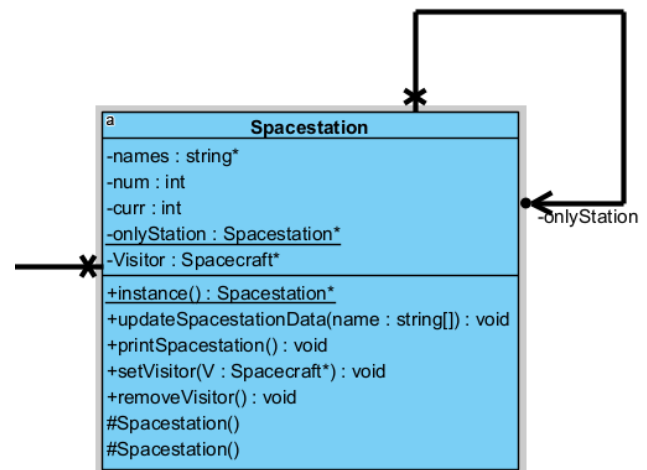 a
Spacestation
-names : string*
-num : int
-curr : int
-onlyStation : Spacestation*
-Visitor : Spacecraft*
+instance() : Spacestation*
+updateSpacestationData(name : string[]) : void
+printSpacestation() : void
+setVisitor(V : Spacecraft*) : void
+removeVisitor() : void
#Spacestation()
#Spacestation()
-onlyStation